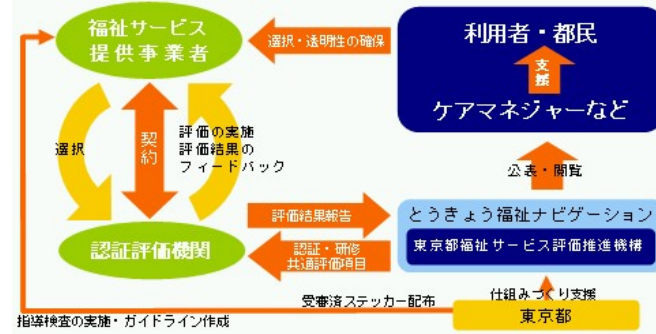 福祉サービス
提供事業者
選択・透明性の確保
利用者・都民
支援
ケアマネジャーなど
選択
契約
評価の実施
評価結果の
フィードバック
公表・閲覧
評価結果報告
とうきょう福祉ナビゲーション
東京都福祉サービス評価推進機構
認証評価機関
認証・研修
共通評価項目
受審済ステッカー配布
仕組みづくり支援
指導検査の実施・ガイドライン作成
東京都